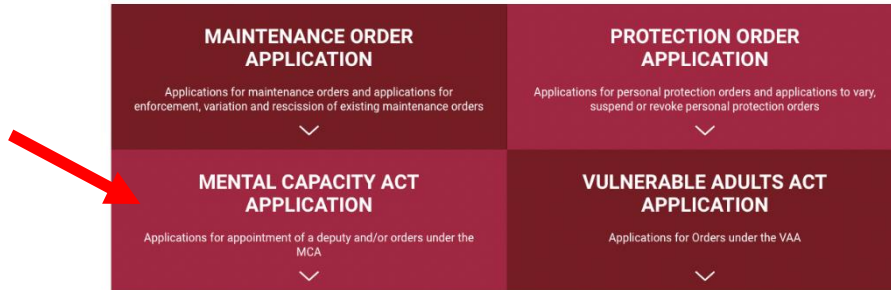 MAINTENANCE ORDER
APPLICATION
Applications for maintenance orders and applications for
enforcement, variation and rescission of existing maintenance orders
PROTECTION ORDER
APPLICATION
Applications for personal protection orders and applications to vary,
suspend or revoke personal protection orders
MENTAL CAPACITY ACT
APPLICATION
Applications for appointment of a deputy and/or orders under the
MCA
VULNERABLE ADULTS ACT
APPLICATION
Applications for Orders under the VAA